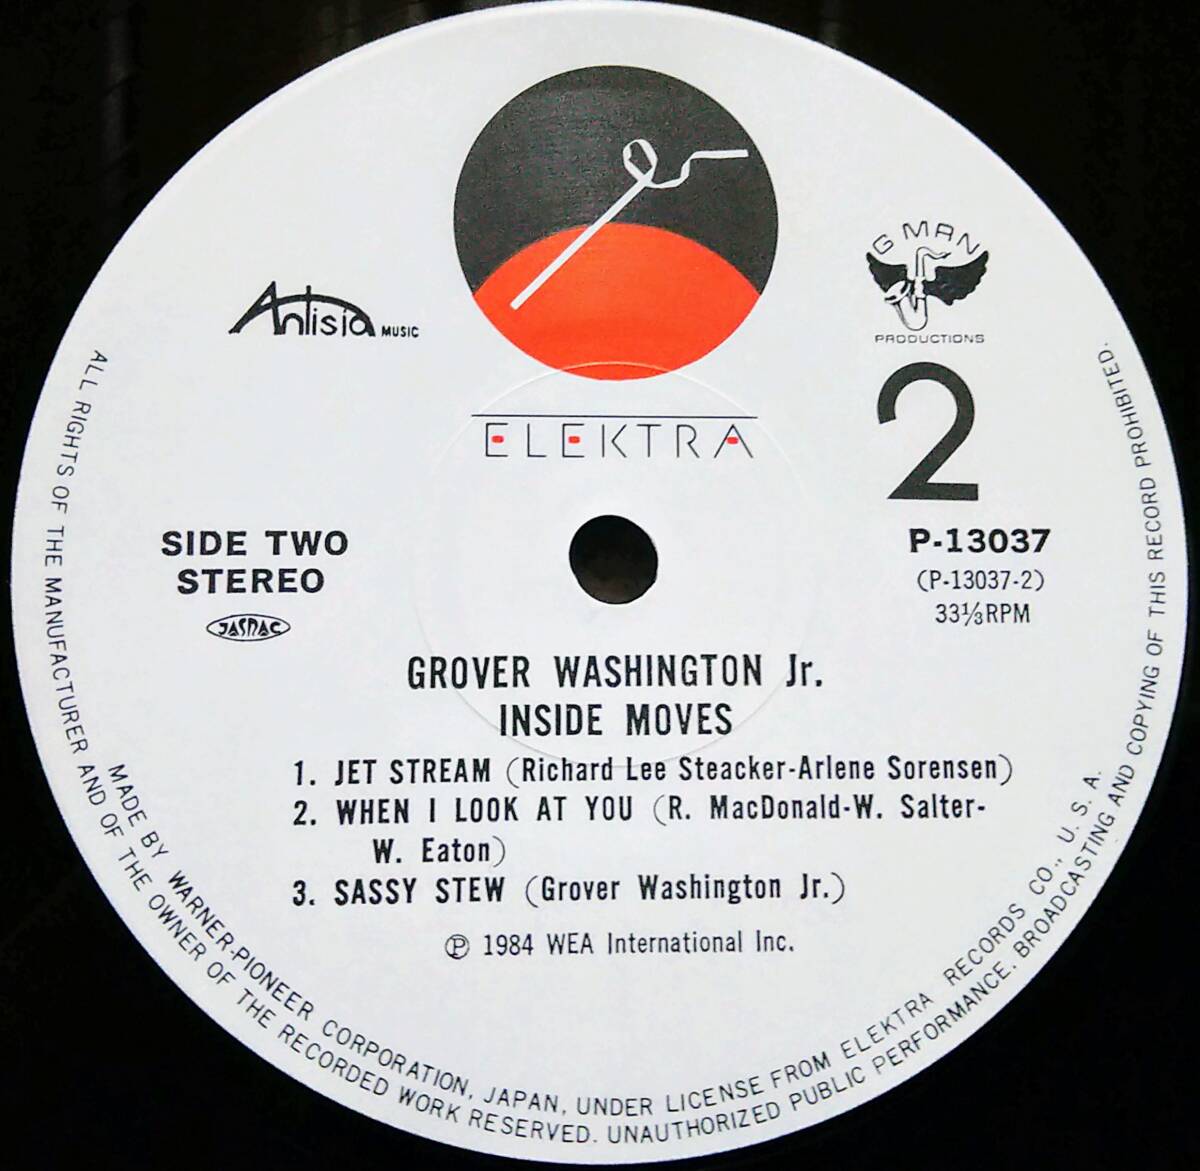 G MAN
PRODUCTIONS
Antisia MUSIC
ELEKTRA
2
SIDE TWO
STEREO
JASRAC
P-13037
(P-13037-2)
33⅓RPM
GROVER WASHINGTON Jr.
INSIDE MOVES
1. JET STREAM (Richard Lee Steacker-Arlene Sorensen)
2. WHEN I LOOK AT YOU (R. MacDonald-W. Salter-
W. Eaton)
3. SASSY STEW (Grover Washington Jr.)
Ⓟ 1984 WEA International Inc.
MADE BY WARNER-PIONEER CORPORATION, JAPAN, UNDER LICENSE FROM ELEKTRA RECORDS CO., U. S. A.
ALL RIGHTS OF THE MANUFACTURER AND OF THE OWNER OF THE RECORDED WORK RESERVED. UNAUTHORIZED PUBLIC PERFORMANCE. BROADCASTING AND COPYING OF THIS RECORD PROHIBITED.